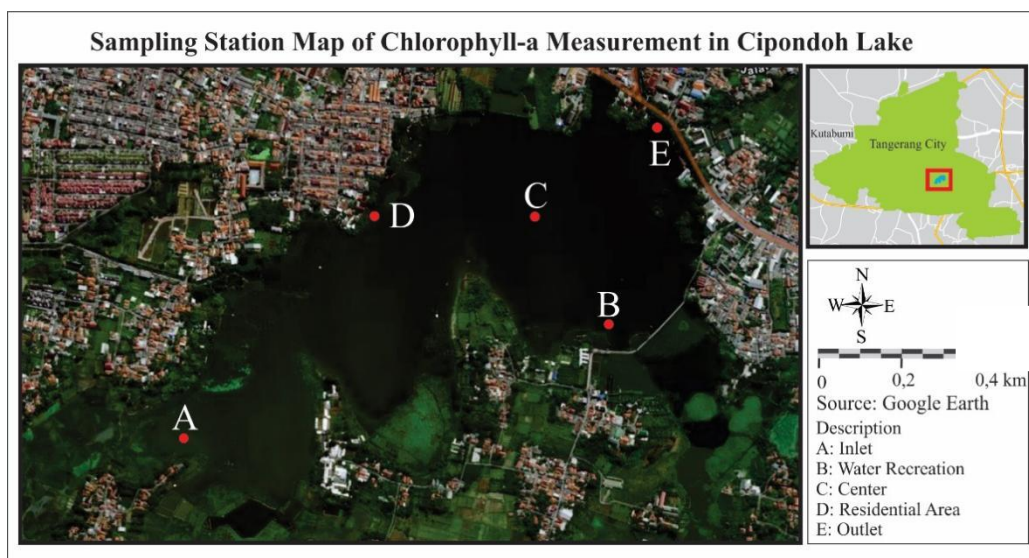 Sampling Station Map of Chlorophyll-a Measurement in Cipondoh Lake
E
D
C
B
A
Kutabumi
Tangerang City
N
W E
S
0 0,2 0,4 km
Source: Google Earth
Description
A: Inlet
B: Water Recreation
C: Center
D: Residential Area
E: Outlet